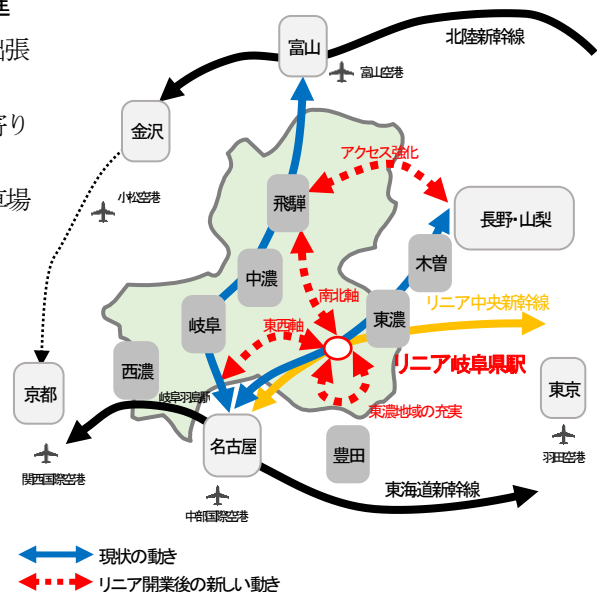 出張
寄り
車場
北陸新幹線
富山
富山空港
金沢
アクセス強化
小松空港
飛騨
長野・山梨
木曽
中濃
南北軸
リニア中央新幹線
岐阜
東西軸
東濃
リニア岐阜県駅
西濃
岐阜羽島駅
京都
東濃地域の充実
東京
名古屋
豊田
羽田空港
関西国際空港
東海道新幹線
中部国際空港
現状の動き
リニア開業後の新しい動き